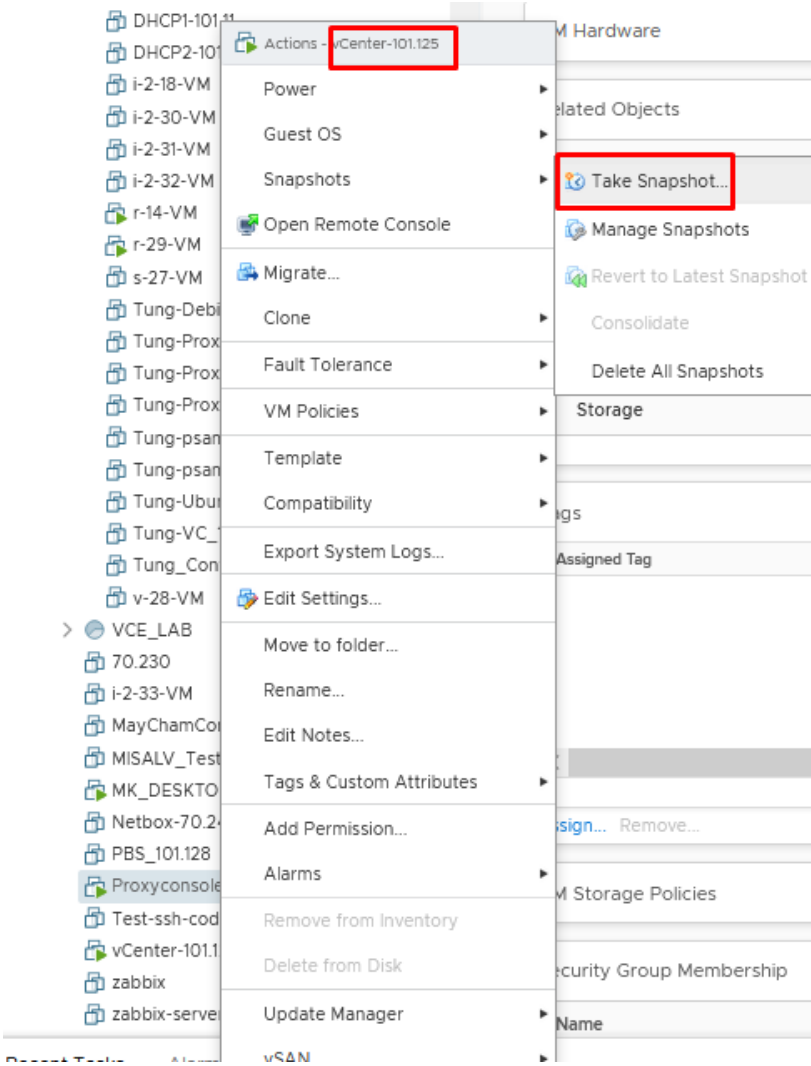 DHCP1-101.11
DHCP2-101
i-2-18-VM
i-2-30-VM
i-2-31-VM
i-2-32-VM
r-14-VM
r-29-VM
s-27-VM
Tung-Debi
Tung-Prox
Tung-Prox
Tung-Prox
Tung-psan
Tung-psan
Tung-Ubun
Tung-VC_
Tung_Con
v-28-VM
VCE_LAB
70.230
i-2-33-VM
MayChamCon
MISALV_Test
MK_DESKTO
Netbox-70.24
PBS_101.128
Proxyconsole
Test-ssh-cod
vCenter-101.1
zabbix
zabbix-server
Actions - vCenter-101.125
Power
Guest OS
Snapshots
Open Remote Console
Migrate...
Clone
Fault Tolerance
VM Policies
Template
Compatibility
Export System Logs...
Edit Settings...
Move to folder...
Rename...
Edit Notes...
Tags & Custom Attributes
Add Permission...
Alarms
Remove from Inventory
Delete from Disk
Update Manager
vSAN
M Hardware
elated Objects
Take Snapshot...
Manage Snapshots
Revert to Latest Snapshot
Consolidate
Delete All Snapshots
Storage
gs
Assigned Tag
ssign... Remove...
M Storage Policies
ecurity Group Membership
Name